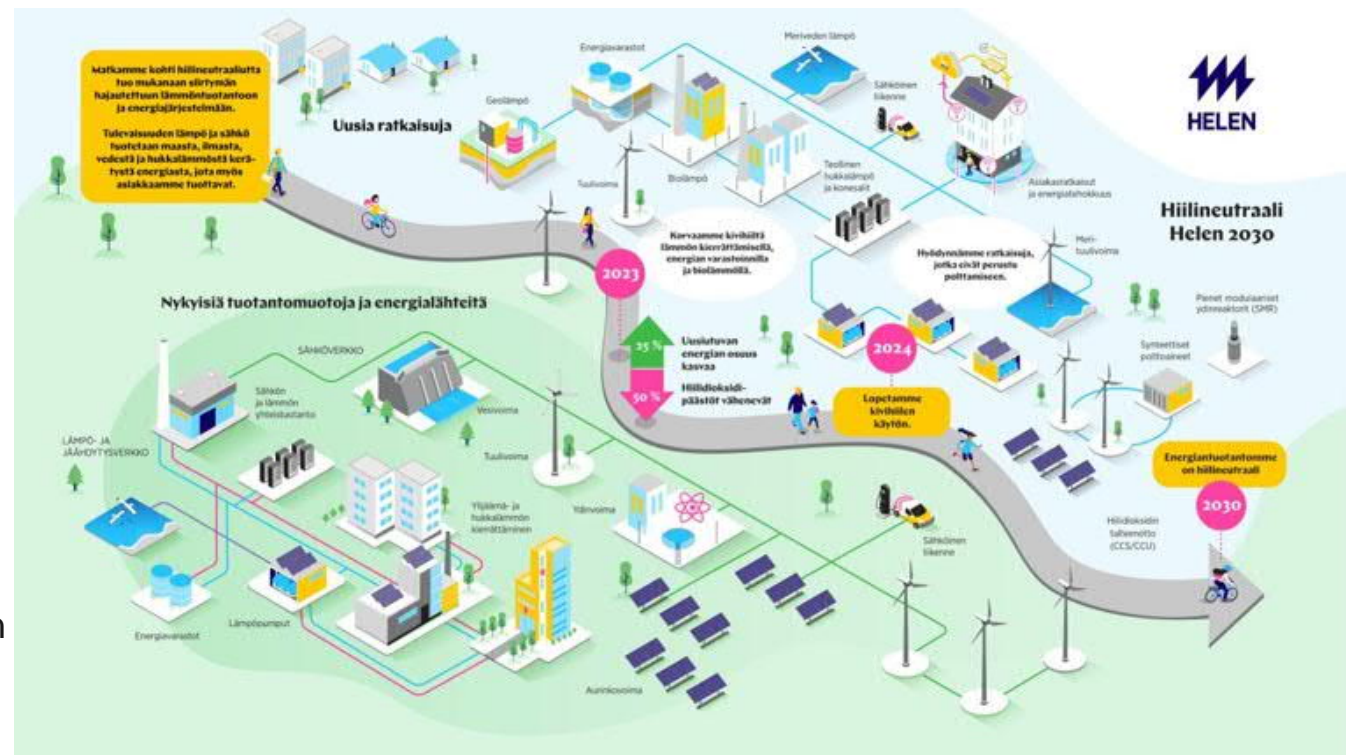 Matkamme kohti hiilineutraaliutta
tuo mukanaan siirtymän
hajautettuun lämmöntuotantoon
ja energiajärjestelmään.
Tulevaisuuden lämpö ja sähkö
tuotetaan maasta, ilmasta,
vedestä ja hukkalämmöstä kerä-
tystä energiasta, jota myös
asiakkaamme tuottavat.
Uusia ratkaisuja
Geolämpö
Energiavarastot
Meriveden lämpö
Sähköinen
liikenne
HELEN
Tuulivoima
Biolämpö
Teollinen
hukkalämpö
ja konesalit
Asiakasratkaisut
ja energiatehokkuus
Hiilineutraali
Helen 2030
Korvaamme kivihiiltä
lämmön kierrättämisellä,
energian varastoinnilla
ja biolämmöllä.
Hyödynnämme ratkaisuja,
jotka eivät perustu
polttamiseen.
Meri-
tuulivoima
Pienet modulaariset
ydinreaktorit (SMR)
Synteettiset
polttoaineet
2023
25 %
Uusiutuvan
energian osuus
kasvaa
50 %
Hiilidioksidi-
päästöt vähenevät
2024
Lopetamme
kivihiilen
käytön.
Energiantuotantomme
on hiilineutraali
2030
Hiilidioksidin
talteenotto
(CCS/CCU)
Nykyisiä tuotantomuotoja ja energialähteitä
SÄHKÖVERKKO
Sähkön
ja lämmön
yhteistuotanto
Vesivoima
Tuulivoima
LÄMPÖ- JA
JÄÄHDYTYSVERKKO
Ylijäämä- ja
hukkalämmön
kierrättäminen
Ydinvoima
Sähköinen
liikenne
Energiavarastot
Lämpöpumput
Aurinkovoima
n